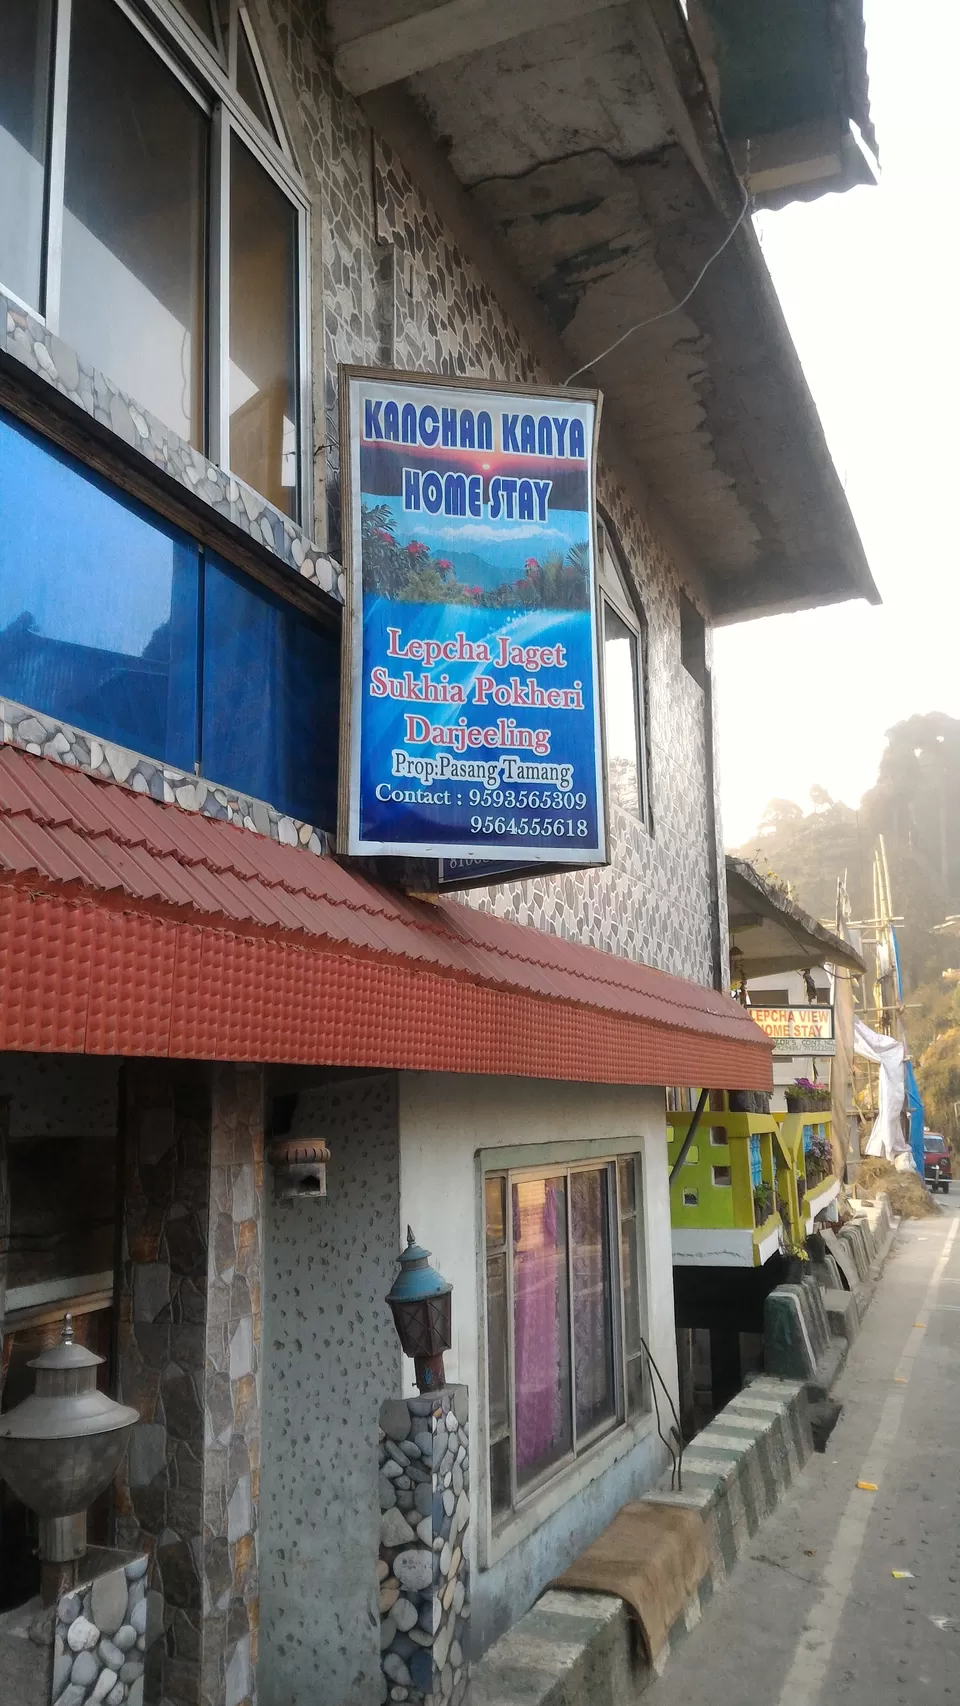 KANCHAN KANYA
HOME STAY
Lepcha Jaget
Sukhia Pokheri
Darjeeling
Prop:Pasang Tamang
Contact : 9593565309
9564555618
LEPCHA VIEW
HOME STAY